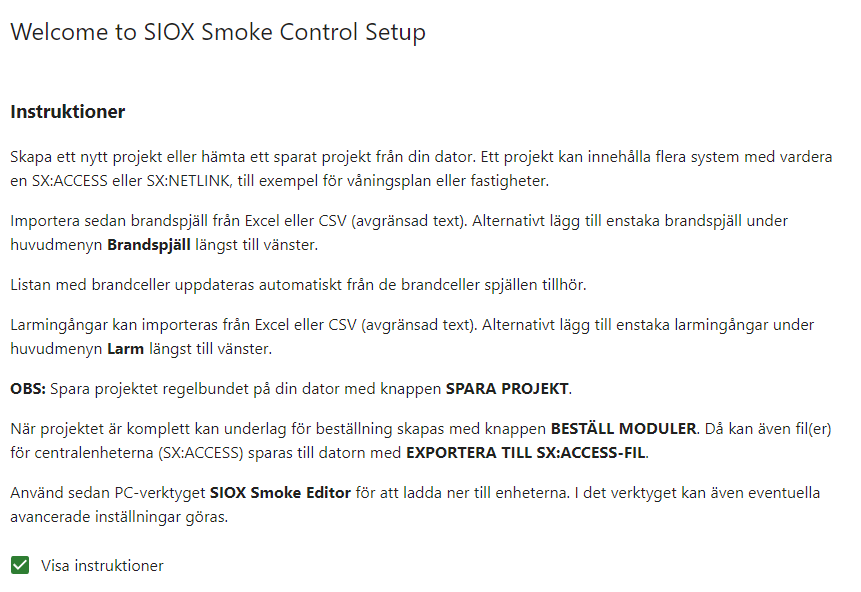 Welcome to SIOX Smoke Control Setup
Instruktioner
Skapa ett nytt projekt eller hämta ett sparat projekt från din dator. Ett projekt kan innehålla flera system med vardera
en SX:ACCESS eller SX:NETLINK, till exempel för våningsplan eller fastigheter.
Importera sedan brandspjäll från Excel eller CSV (avgränsad text). Alternativt lägg till enstaka brandspjäll under
huvudmenyn Brandspjäll längst till vänster.
Listan med brandceller uppdateras automatiskt från de brandceller spjällen tillhör.
Larmingångar kan importeras från Excel eller CSV (avgränsad text). Alternativt lägg till enstaka larmingångar under
huvudmenyn Larm längst till vänster.
OBS: Spara projektet regelbundet på din dator med knappen SPARA PROJEKT.
När projektet är komplett kan underlag för beställning skapas med knappen BESTÄLL MODULER. Då kan även fil(er)
för centralenheterna (SX:ACCESS) sparas till datorn med EXPORTERA TILL SX:ACCESS-FIL.
Använd sedan PC-verktyget SIOX Smoke Editor för att ladda ner till enheterna. I det verktyget kan även eventuella
avancerade inställningar göras.
Visa instruktioner